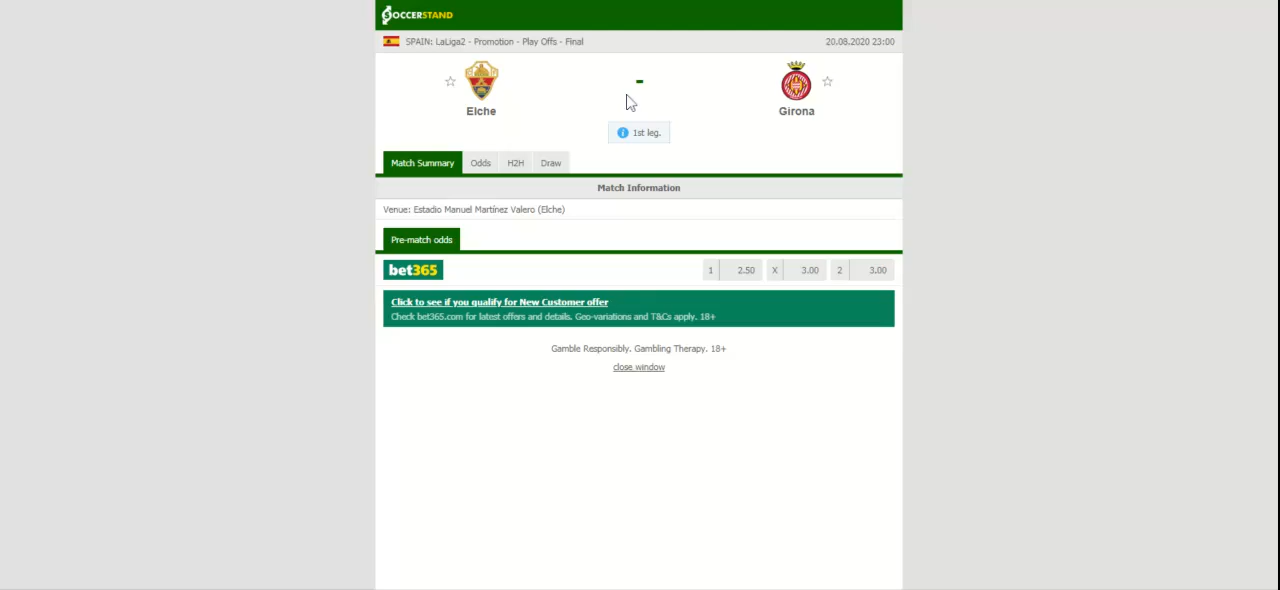 SOCCERSTAND
SPAIN: LaLiga2 - Promotion - Play Offs - Final 20.08.2020 23:00
-
Elche Girona
1st leg.
Match Summary Odds H2H Draw
Match Information
Venue: Estadio Manuel Martínez Valero (Elche)
Pre-match odds
bet365 1 2.50 X 3.00 2 3.00
Click to see if you qualify for New Customer offer
Check bet365.com for latest offers and details. Geo-variations and T&Cs apply. 18+
Gamble Responsibly. Gambling Therapy. 18+
close window